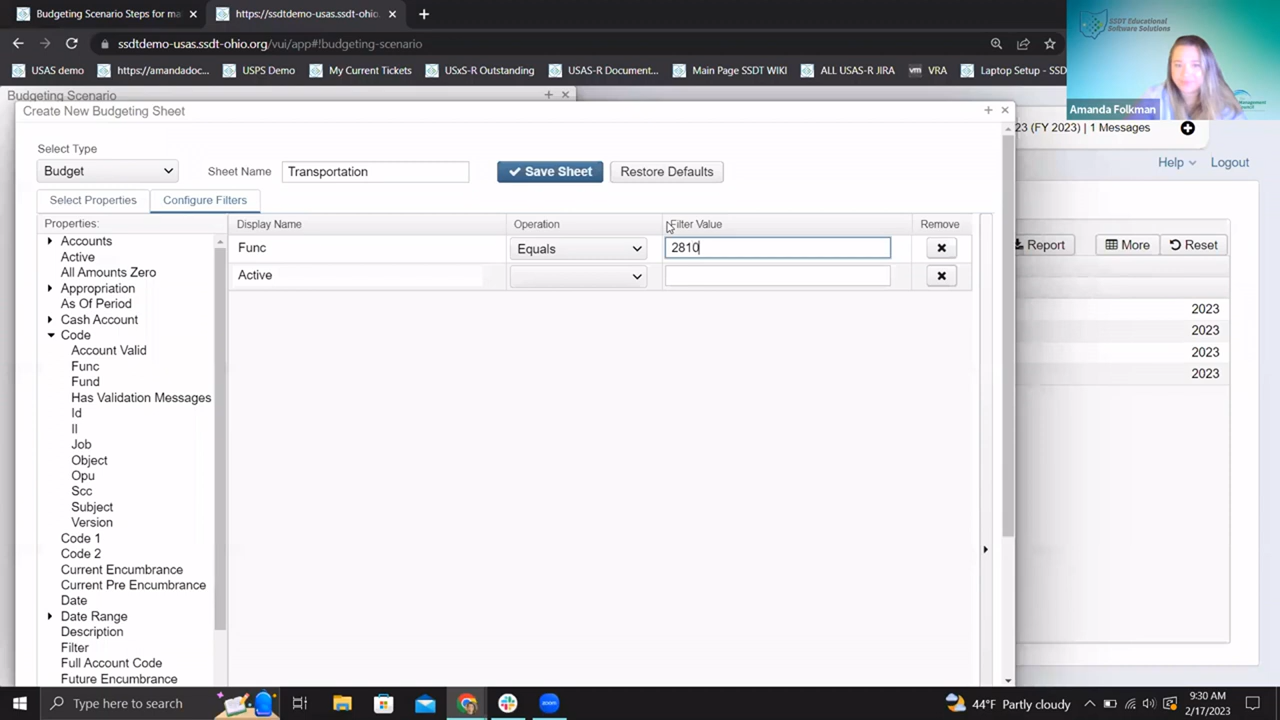 Budgeting Scenario Steps for ma
https://ssdtdemo-usas.ssdt-ohio.
ssdtdemo-usas.ssdt-ohio.org/vui/app#!budgeting-scenario
USAS demo
https://amandadoc...
USPS Demo
My Current Tickets
USxS-R Outstanding
USAS-R Document...
Main Page SSDT WIKI
ALL USAS-R JIRA
vm VRA
Laptop Setup - SSD
SSDT Educational
Software Solutions
Management
Amanda Folkman
Budgeting Scenario
Create New Budgeting Sheet
23 (FY 2023) | 1 Messages
Help
Logout
Select Type
Budget
Sheet Name
Transportation
Save Sheet
Restore Defaults
Select Properties
Configure Filters
Properties:
Display Name
Operation
Filter Value
Remove
Func
Equals
2810
Active
Report
More
Reset
2023
2023
2023
2023
Accounts
Active
All Amounts Zero
Appropriation
As Of Period
Cash Account
Code
Account Valid
Func
Fund
Has Validation Messages
Id
Il
Job
Object
Opu
Scc
Subject
Version
Code 1
Code 2
Current Encumbrance
Current Pre Encumbrance
Date
Date Range
Description
Filter
Full Account Code
Future Encumbrance
Type here to search
44°F Partly cloudy
9:30 AM
2/17/2023